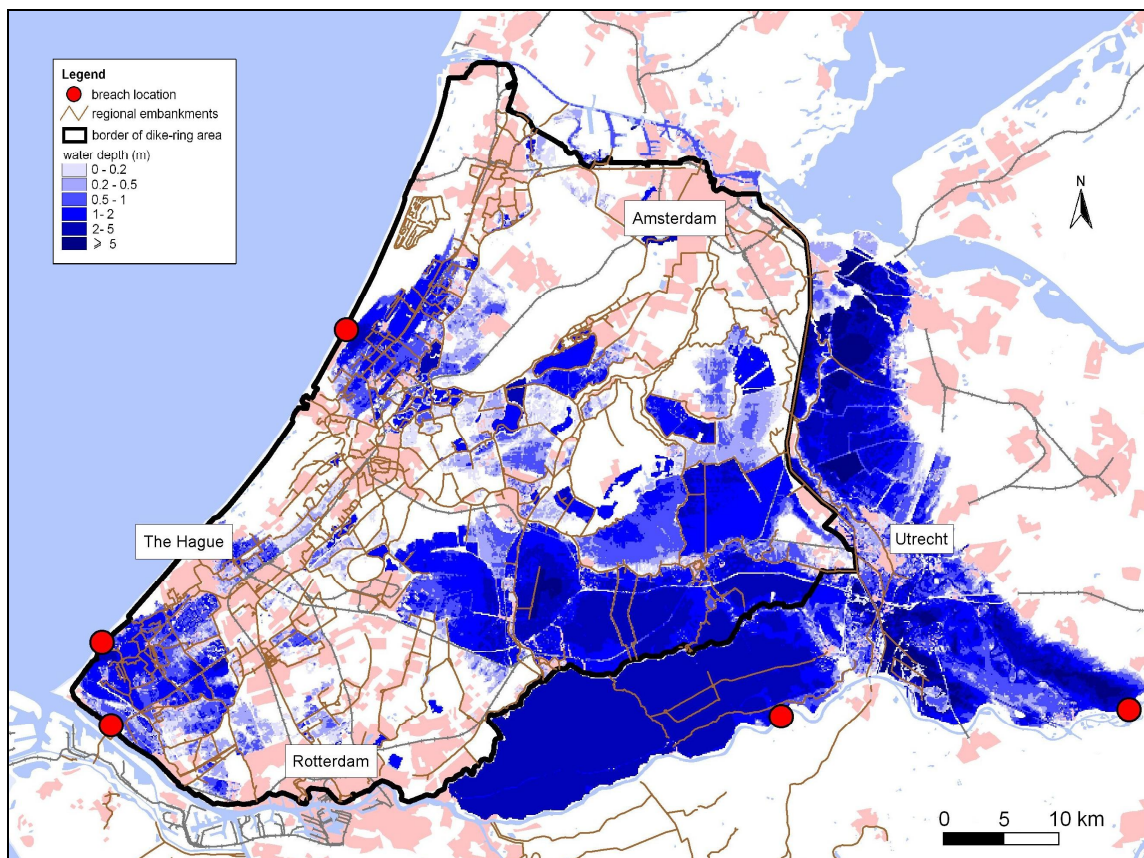 Legend
breach location
regional embankments
border of dike-ring area
water depth (m)
0 - 0.2
0.2 - 0.5
0.5 - 1
1- 2
2- 5
⩾ 5
N
Amsterdam
The Hague
Utrecht
Rotterdam
0 5 10 km